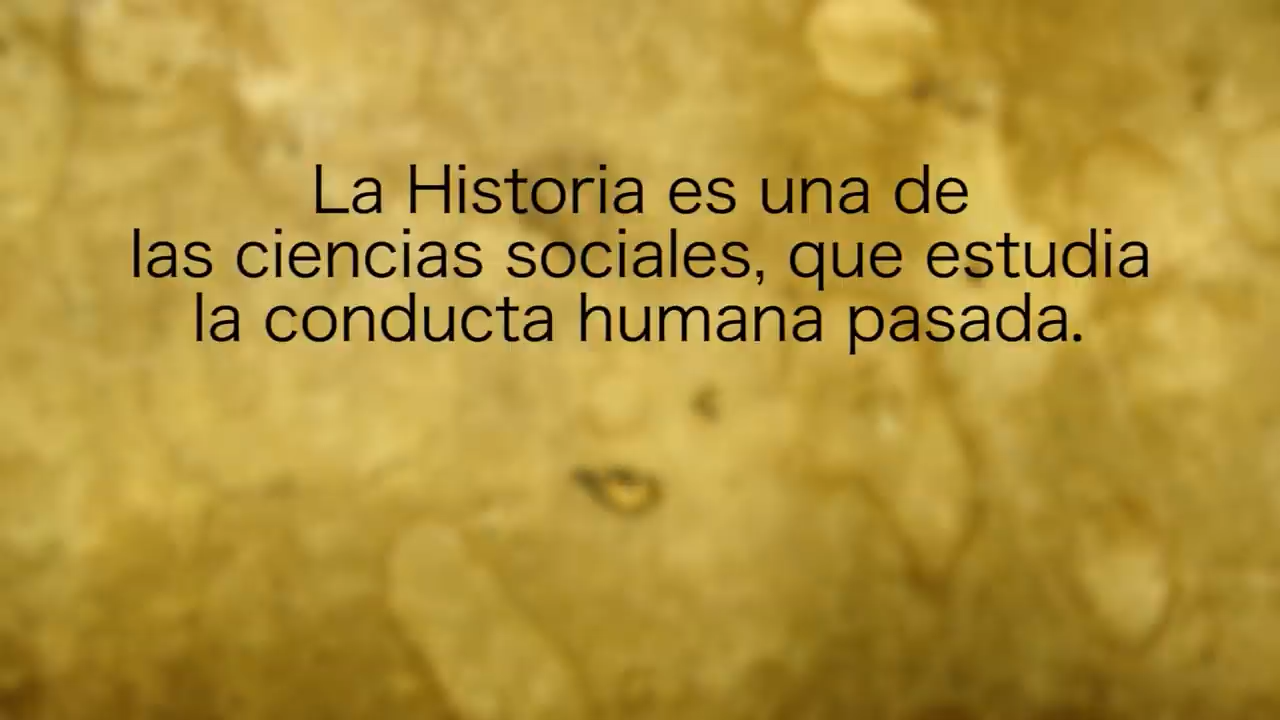 La Historia es una de
las ciencias sociales, que estudia
la conducta humana pasada.